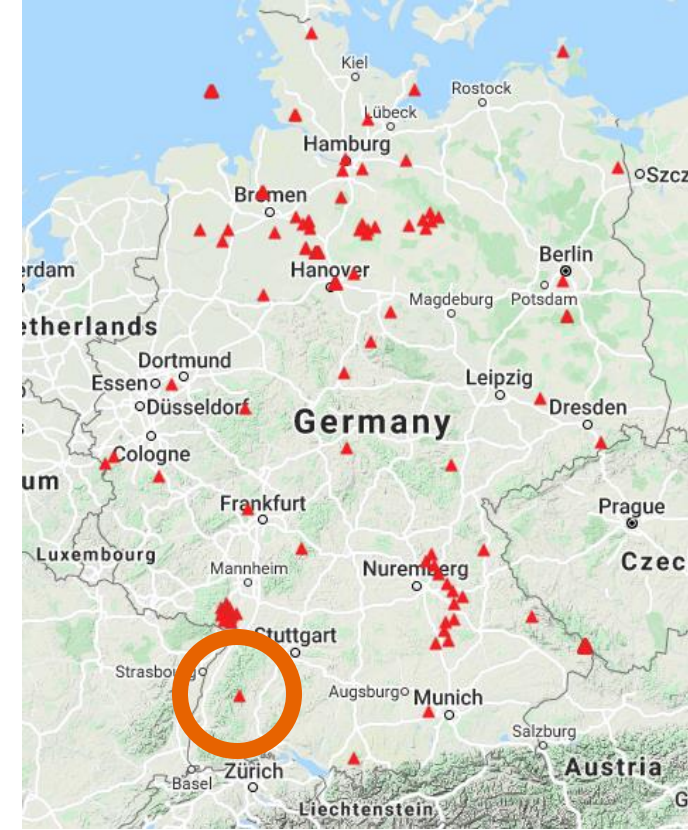 Kiel
Rostock
Lübeck
Hamburg
Szcz
Bremen
Berlin
erdam
Hanover
Magdeburg
Potsdam
etherlands
Dortmund
Essen
Leipzig
Düsseldorf
Dresden
Germany
Cologne
um
Frankfurt
Prague
Luxembourg
Mannheim
Nuremberg
Czec
Stuttgart
Strasbourg
Augsburg
Munich
Salzburg
Zürich
Austria
Basel
Liechtenstein
G